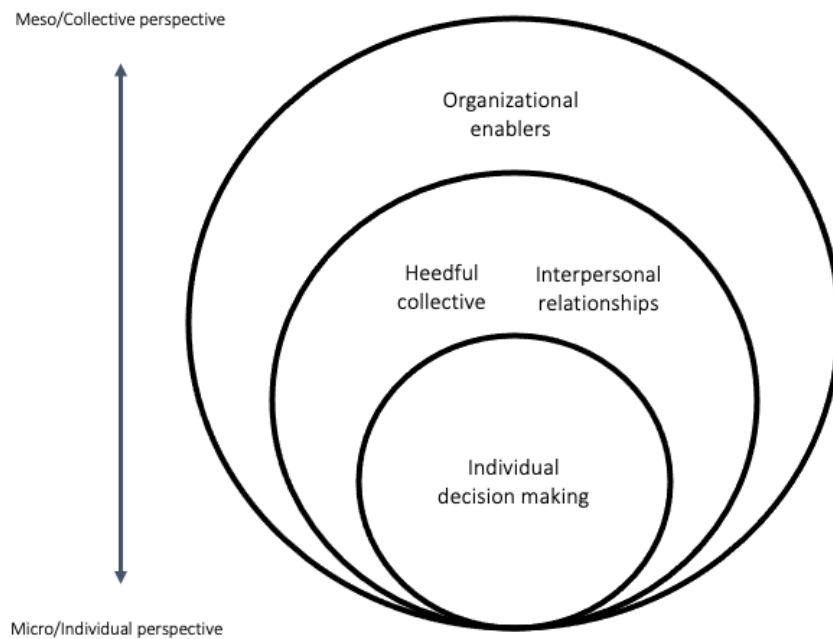 Meso/Collective perspective
Organizational
enablers
Heedful
collective
Interpersonal
relationships
Individual
decision making
Micro/Individual perspective